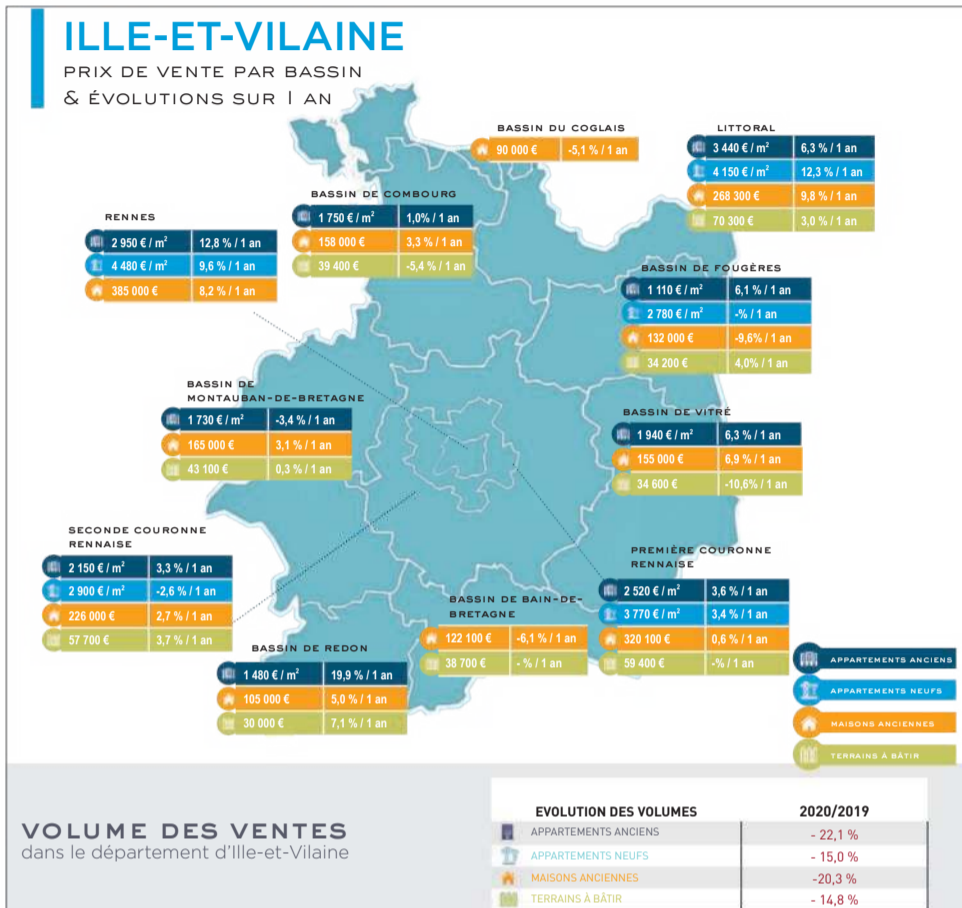 ILLE-ET-VILAINE
PRIX DE VENTE PAR BASSIN
& ÉVOLUTIONS SUR 1 AN
BASSIN DU COGLAIS
90 000 € -5,1 % / 1 an
LITTORAL
3 440 € / m² 6,3 % / 1 an
4 150 € / m² 12,3 % / 1 an
268 300 € 9,8 % / 1 an
70 300 € 3,0 % / 1 an
BASSIN DE COMBOURG
1 750 € / m² 1,0% / 1 an
158 000 € 3,3 % / 1 an
39 400 € -5,4 % / 1 an
RENNES
2 950 € / m² 12,8 % / 1 an
4 480 € / m² 9,6 % / 1 an
385 000 € 8,2 % / 1 an
BASSIN DE FOUGÈRES
1 110 € / m² 6,1 % / 1 an
2 780 € / m² -% / 1 an
132 000 € -9,6% / 1 an
34 200 € 4,0% / 1 an
BASSIN DE
MONTAUBAN-DE-BRETAGNE
1 730 € / m² -3,4 % / 1 an
165 000 € 3,1 % / 1 an
43 100 € 0,3 % / 1 an
BASSIN DE VITRÉ
1 940 € / m² 6,3 % / 1 an
155 000 € 6,9 % / 1 an
34 600 € -10,6% / 1 an
SECONDE COURONNE
RENNAISE
2 150 € / m² 3,3 % / 1 an
2 900 € / m² -2,6 % / 1 an
226 000 € 2,7 % / 1 an
57 700 € 3,7 % / 1 an
PREMIÈRE COURONNE
RENNAISE
2 520 € / m² 3,6 % / 1 an
3 770 € / m² 3,4 % / 1 an
320 100 € 0,6 % / 1 an
59 400 € -% / 1 an
BASSIN DE BAIN-DE-
BRETAGNE
122 100 € -6,1 % / 1 an
38 700 € - % / 1 an
BASSIN DE REDON
1 480 € / m² 19,9 % / 1 an
105 000 € 5,0 % / 1 an
30 000 € 7,1 % / 1 an
APPARTEMENTS ANCIENS
APPARTEMENTS NEUFS
MAISONS ANCIENNES
TERRAINS À BÂTIR
VOLUME DES VENTES
dans le département d'Ille-et-Vilaine
EVOLUTION DES VOLUMES 2020/2019
APPARTEMENTS ANCIENS - 22,1 %
APPARTEMENTS NEUFS - 15,0 %
MAISONS ANCIENNES -20,3 %
TERRAINS À BÂTIR - 14,8 %